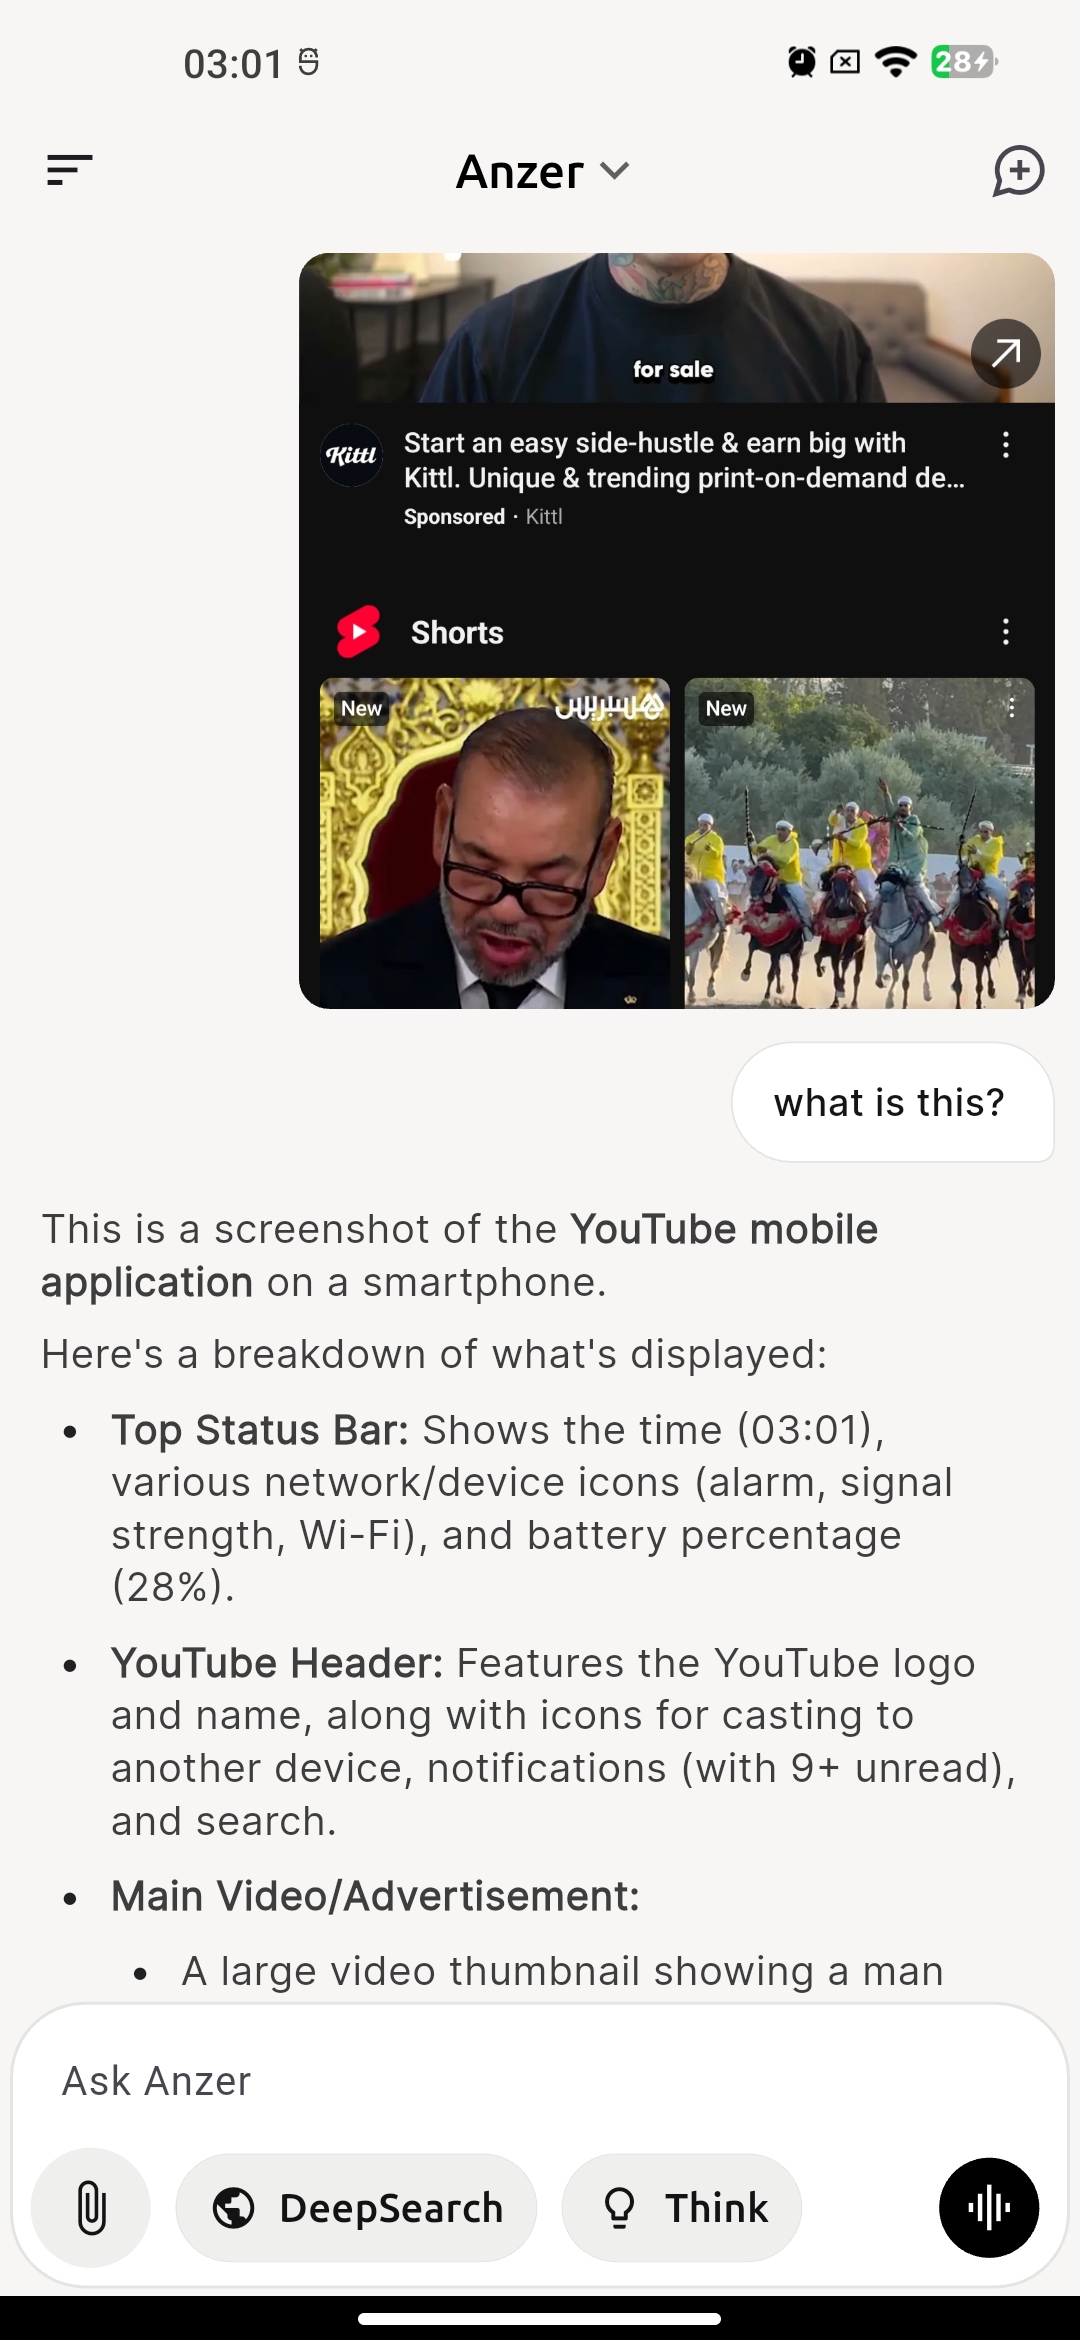 03:01
28
Anzer
for sale
Kittl
Start an easy side-hustle & earn big with
Kittl. Unique & trending print-on-demand de...
Sponsored · Kittl
Shorts
New
هسبريس
New
what is this?
This is a screenshot of the YouTube mobile
application on a smartphone.
Here's a breakdown of what's displayed:
• Top Status Bar: Shows the time (03:01),
various network/device icons (alarm, signal
strength, Wi-Fi), and battery percentage
(28%).
• YouTube Header: Features the YouTube logo
and name, along with icons for casting to
another device, notifications (with 9+ unread),
and search.
• Main Video/Advertisement:
• A large video thumbnail showing a man
Ask Anzer
DeepSearch
Think